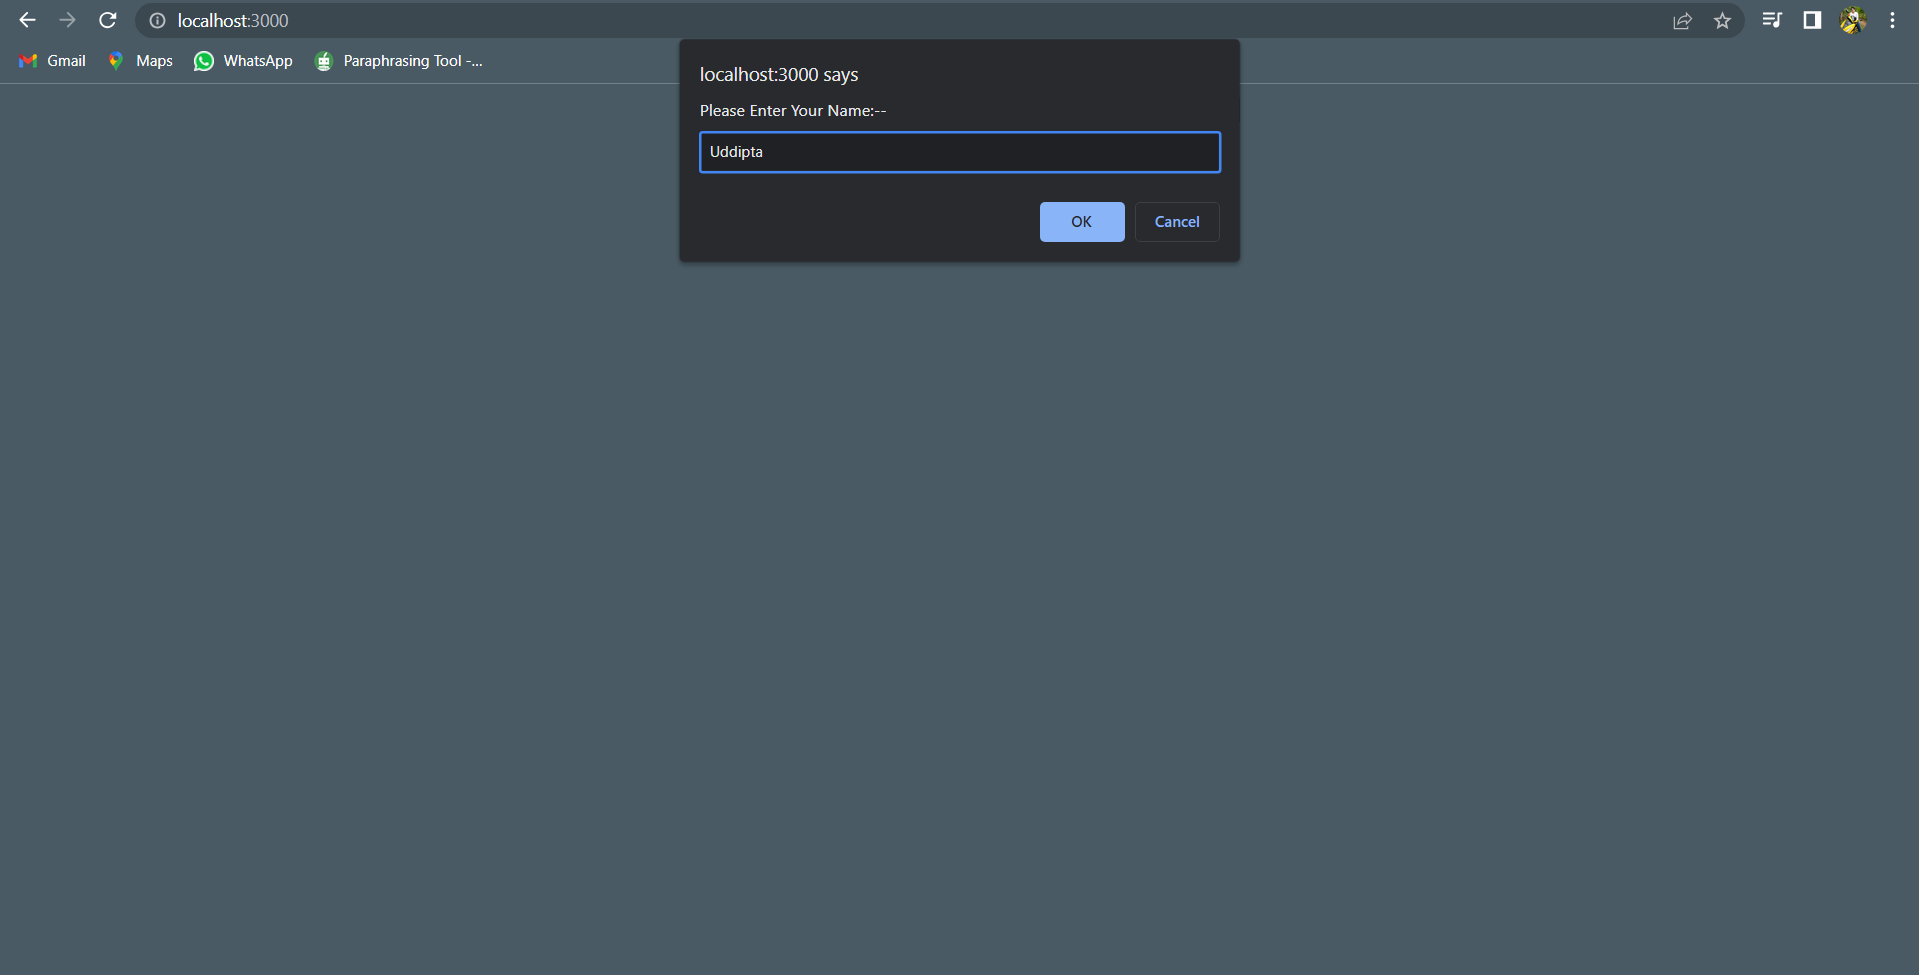 localhost:3000
Gmail Maps WhatsApp Paraphrasing Tool -...
localhost:3000 says
Please Enter Your Name:--
Uddipta
OK Cancel